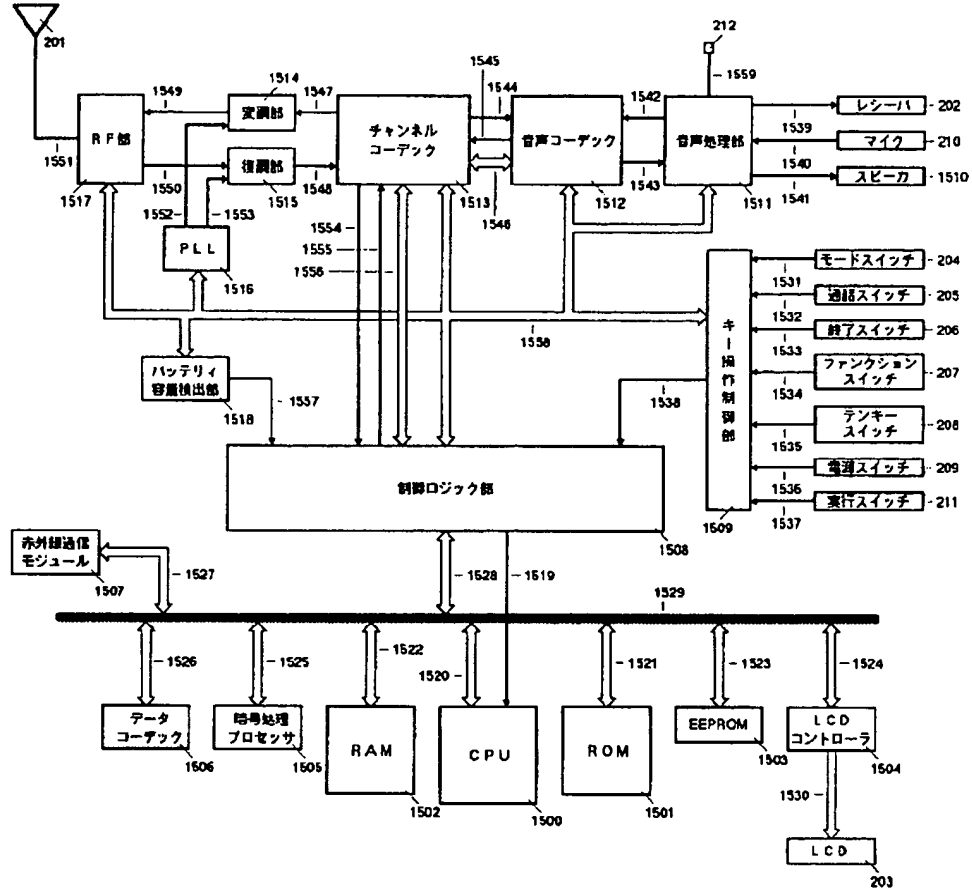 201
212
1514
1545
1544
1549
1547
1542
1559
RF部
変調部
チャンネル
コーデック
音声コーデック
音声処理部
レシーバ
202
1539
マイク
210
1540
スピーカ
1510
1541
1551
1550
復調部
1548
1543
1517
1552
1553
1515
1513
1546
1512
1511
1554
1555
1556
PLL
1516
モードスイッチ
204
1531
通話スイッチ
205
1532
終了スイッチ
206
1533
ファンクション
スイッチ
207
1534
テンキー
スイッチ
208
1535
電源スイッチ
209
1536
実行スイッチ
211
1537
キー操作制御部
1509
1558
バッテリィ
容量検出部
1518
1557
1538
制御ロジック部
1508
赤外線通信
モジュール
1507
1527
1528
1519
1529
1526
1525
1522
1520
1521
1523
1524
データ
コーデック
1506
暗号処理
プロセッサ
1505
RAM
1502
CPU
1500
ROM
1501
EEPROM
1503
LCD
コントローラ
1504
1530
LCD
203